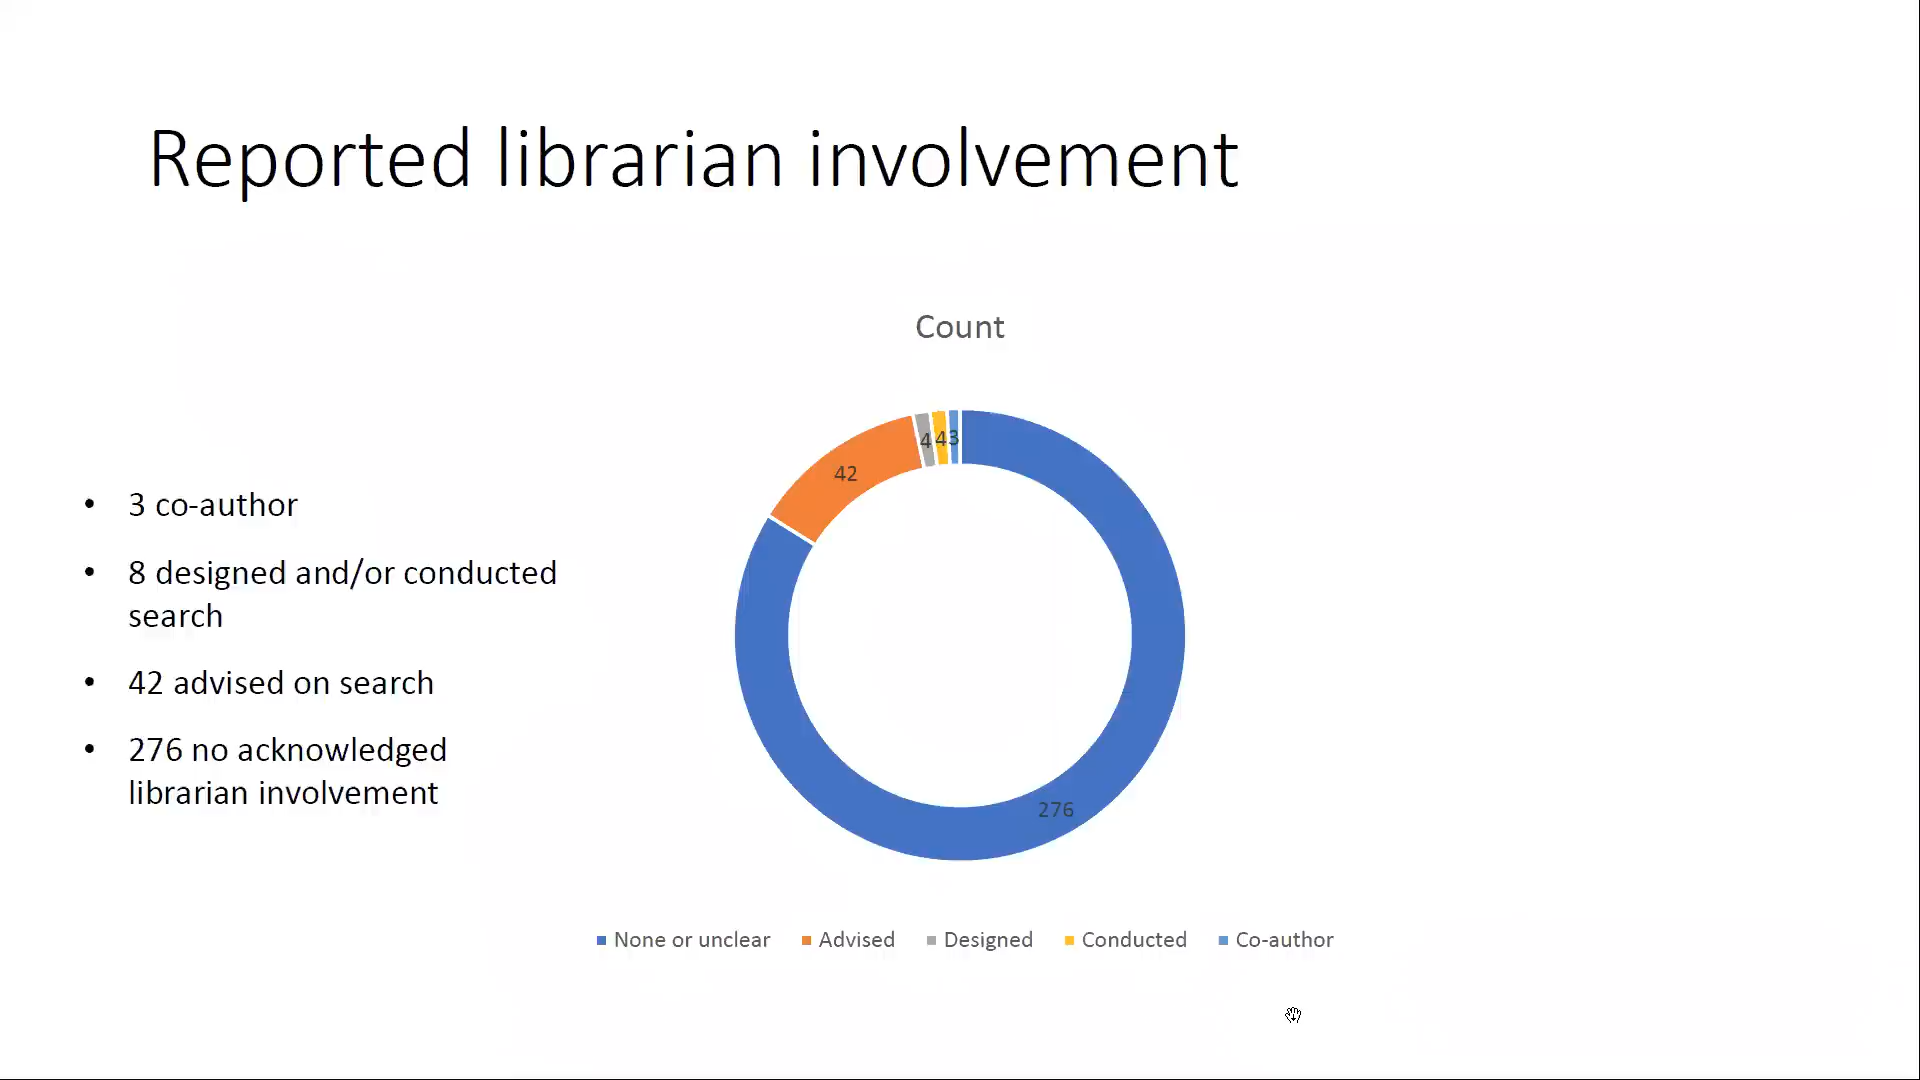 Reported librarian involvement
• 3 co-author
• 8 designed and/or conducted
search
• 42 advised on search
• 276 no acknowledged
librarian involvement
Count
4 4 3
42
276
None or unclear Advised Designed Conducted Co-author